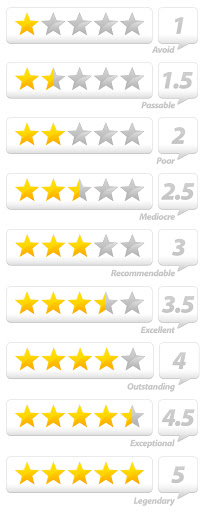 1
Avoid
1.5
Passable
2
Poor
2.5
Mediocre
3
Recommendable
3.5
Excellent
4
Outstanding
4.5
Exceptional
5
Legendary